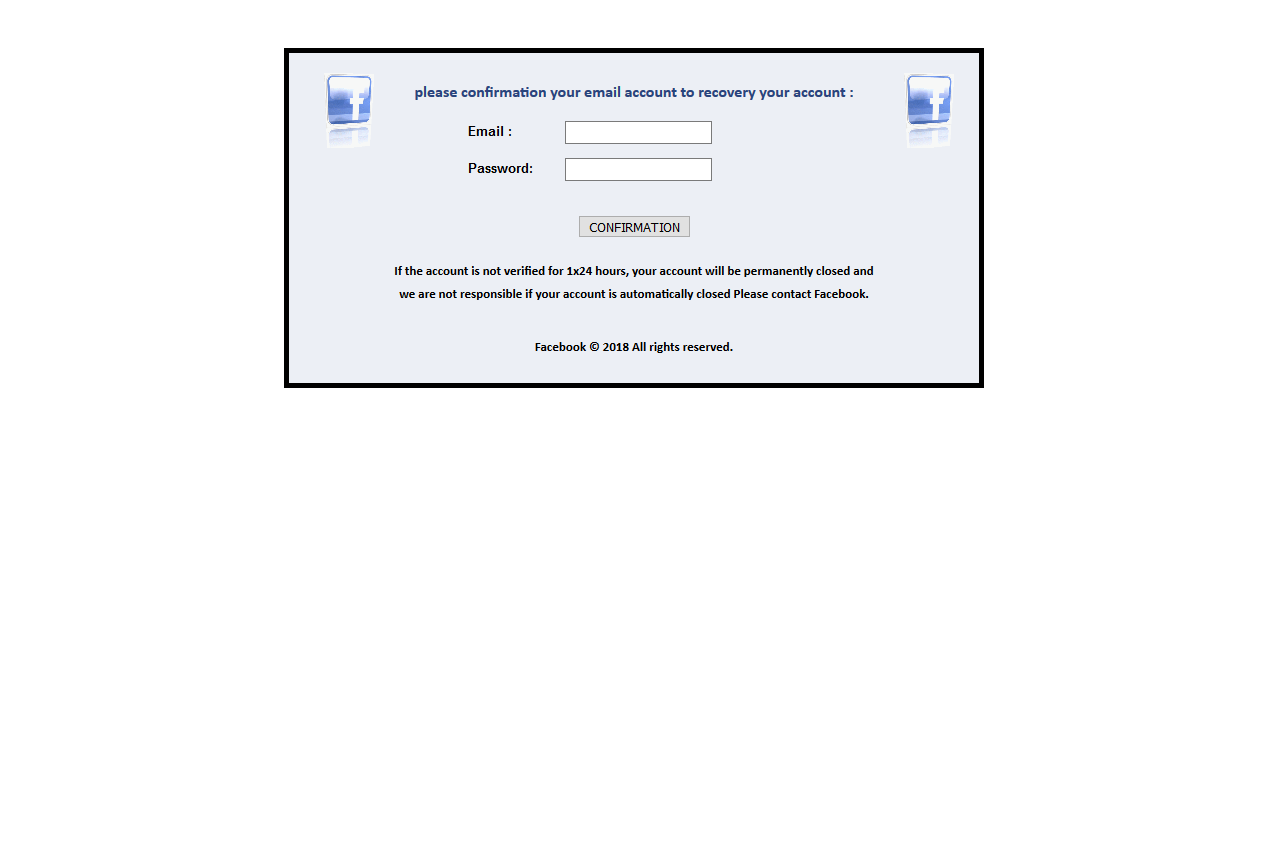 please confirmation your email account to recovery your account :
Email :
Password:
CONFIRMATION
If the account is not verified for 1x24 hours, your account will be permanently closed and
we are not responsible if your account is automatically closed Please contact Facebook.
Facebook © 2018 All rights reserved.